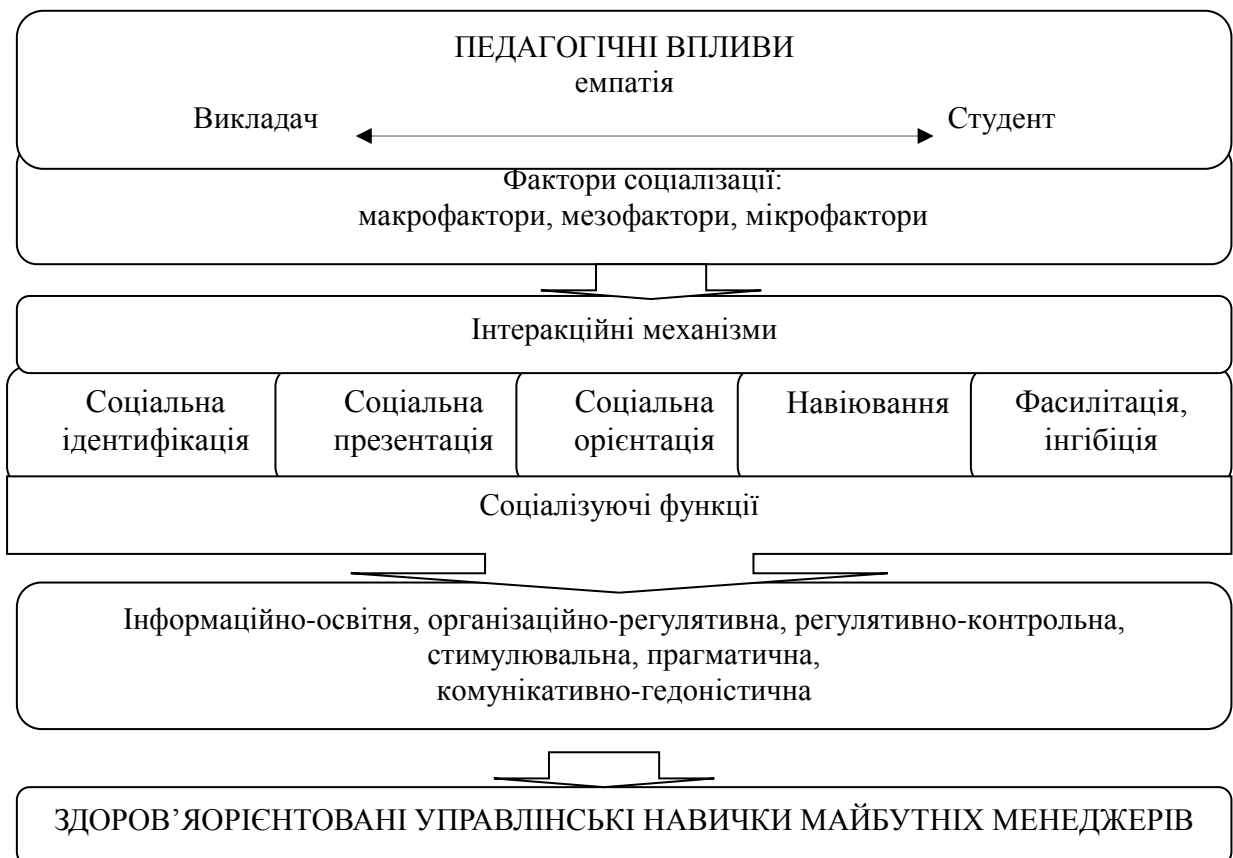 ПЕДАГОГІЧНІ ВПЛИВИ
емпатія
Викладач Студент
Фактори соціалізації:
макрофактори, мезофактори, мікрофактори
Інтеракційні механізми
Соціальна ідентифікація
Соціальна презентація
Соціальна орієнтація
Навіювання
Фасилітація, інгібіція
Соціалізуючі функції
Інформаційно-освітня, організаційно-регулятивна, регулятивно-контрольна,
стимулювальна, прагматична,
комунікативно-гедоністична
ЗДОРОВ’ЯОРІЄНТОВАНІ УПРАВЛІНСЬКІ НАВИЧКИ МАЙБУТНІХ МЕНЕДЖЕРІВ